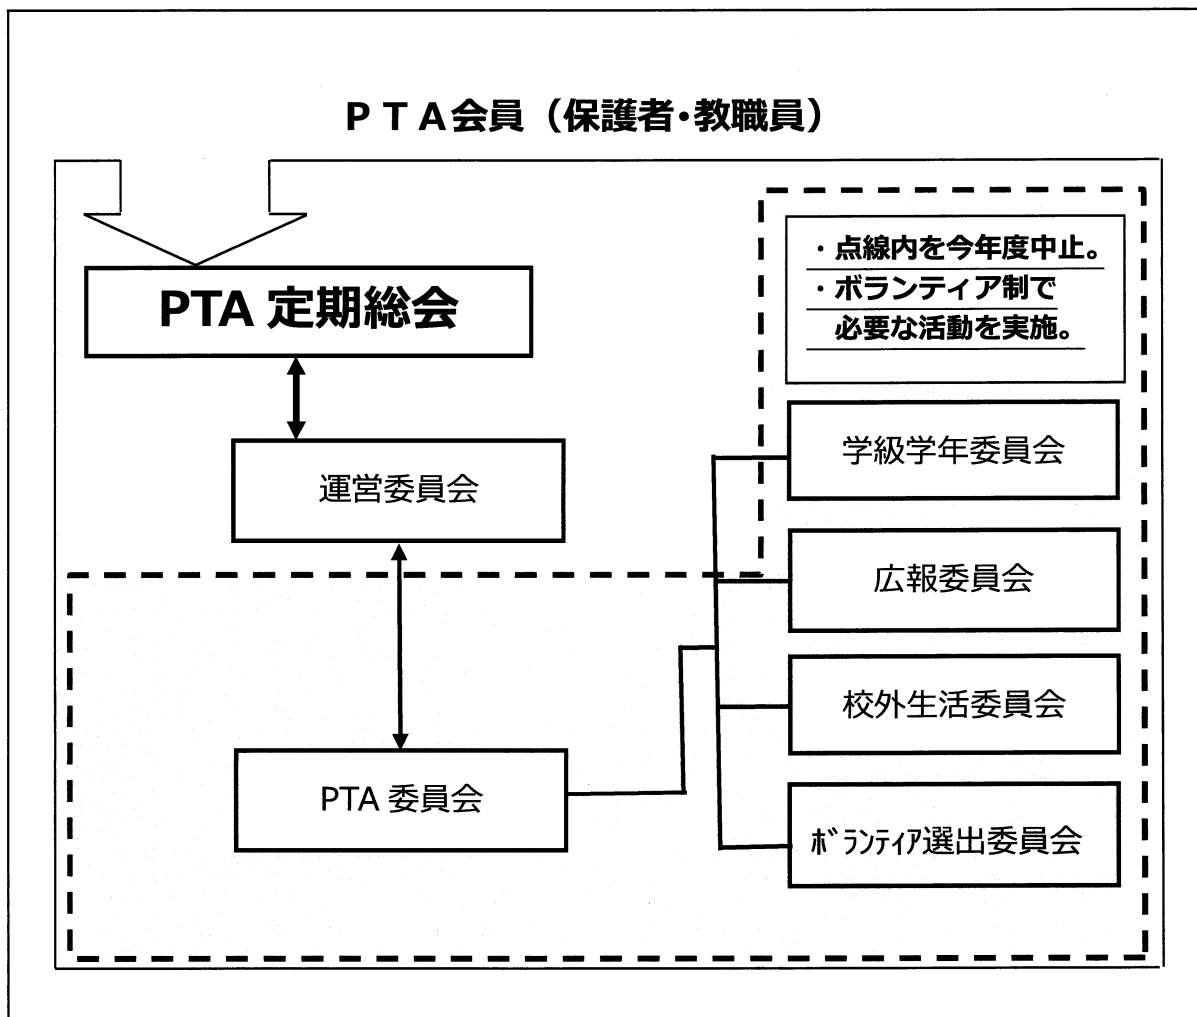 PTA会員（保護者・教職員）
・点線内を今年度中止。
・ボランティア制で
必要な活動を実施。
PTA 定期総会
運営委員会
学級学年委員会
広報委員会
校外生活委員会
PTA 委員会
ﾎﾞﾗﾝﾃｨｱ選出委員会